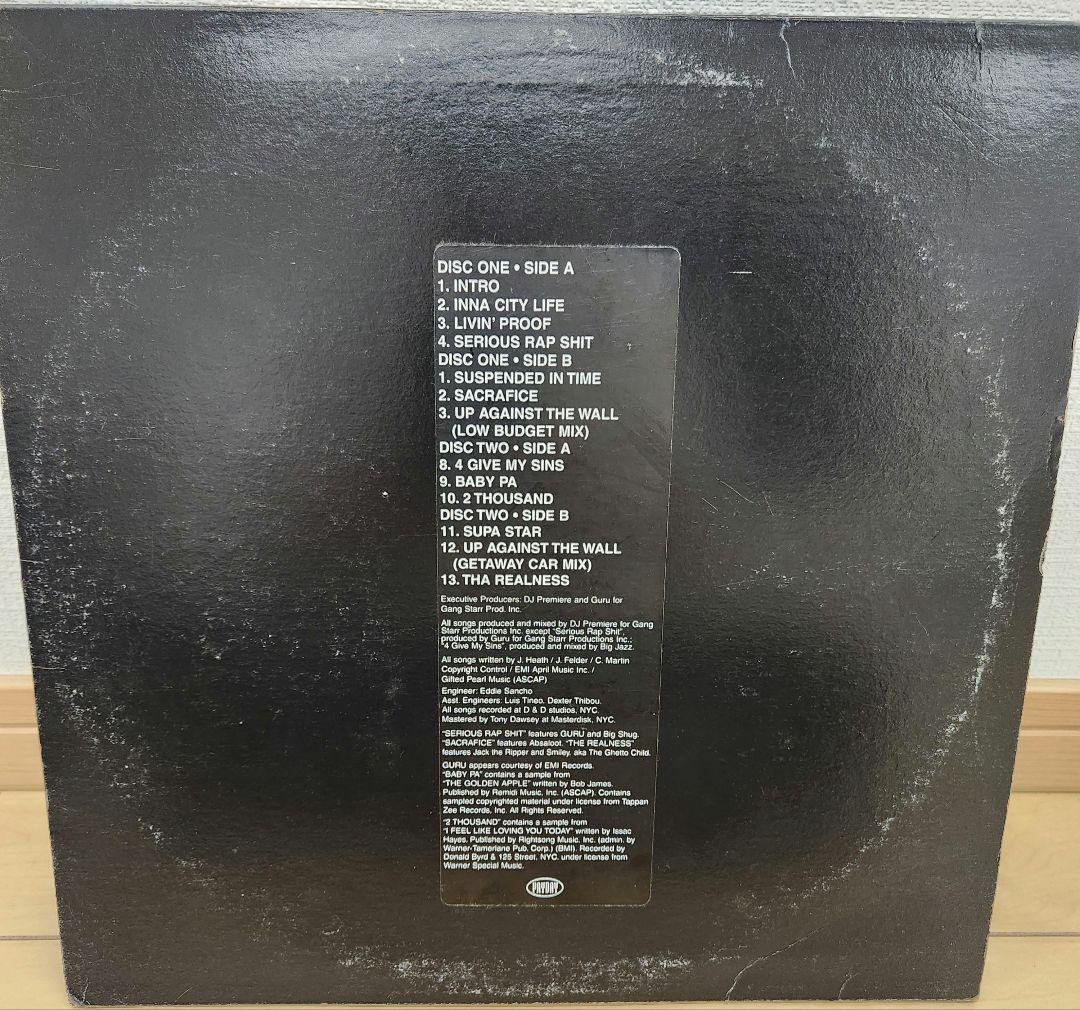 DISC ONE • SIDE A
1. INTRO
2. INNA CITY LIFE
3. LIVIN' PROOF
4. SERIOUS RAP SHIT
DISC ONE • SIDE B
1. SUSPENDED IN TIME
2. SACRAFICE
3. UP AGAINST THE WALL
(LOW BUDGET MIX)
DISC TWO • SIDE A
8. 4 GIVE MY SINS
9. BABY PA
10. 2 THOUSAND
DISC TWO • SIDE B
11. SUPA STAR
12. UP AGAINST THE WALL
(GETAWAY CAR MIX)
13. THA REALNESS
Executive Producers: DJ Premiere and Guru for
Gang Starr Prod. Inc.
All songs produced and mixed by DJ Premiere for Gang
Starr Productions Inc. except "Serious Rap Shit",
produced by Guru for Gang Starr Productions Inc.;
"4 Give My Sins", produced and mixed by Big Jazz.
All songs written by J. Heath / J. Felder / C. Martin
Copyright Control / EMI April Music Inc. /
Gifted Pearl Music (ASCAP)
Engineer: Eddie Sancho
Asst. Engineers: Luis Tineo, Dexter Thibou.
All songs recorded at D & D studios, NYC.
Mastered by Tony Dawsey at Masterdisk, NYC.
"SERIOUS RAP SHIT" features GURU and Big Shug.
"SACRAFICE" features Absaloot. "THE REALNESS"
features Jack the Ripper and Smiley. aka The Ghetto Child.
GURU appears courtesy of EMI Records.
"BABY PA" contains a sample from
"THE GOLDEN APPLE" written by Bob James.
Published by Remidi Music, Inc. (ASCAP). Contains
sampled copyrighted material under license from Tappan
Zee Records, Inc. All Rights Reserved.
"2 THOUSAND" contains a sample from
"I FEEL LIKE LOVING YOU TODAY" written by Issac
Hayes. Published by Rightsong Music, Inc. (admin. by
Warner-Tamerlane Pub. Corp.) (BMI). Recorded by
Donald Byrd & 125 Street, NYC. under license from
Warner Special Music.
PAYDAY